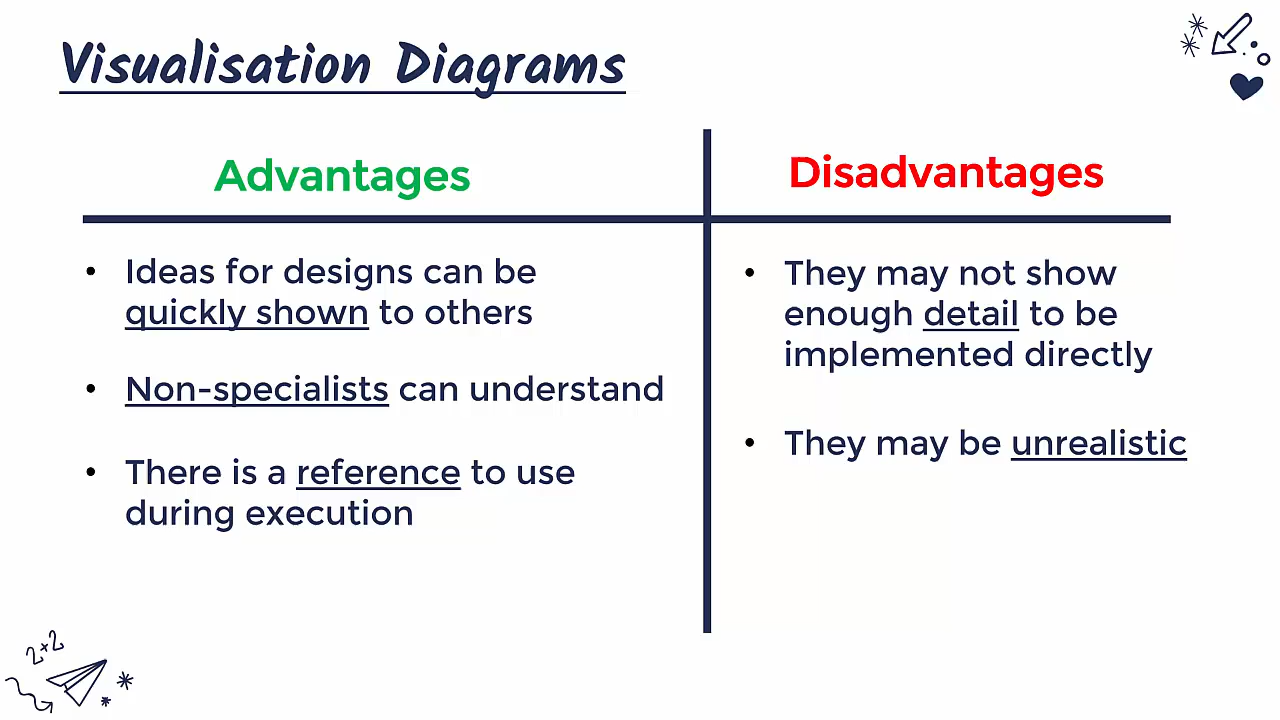 Visualisation Diagrams
Advantages
Disadvantages
• Ideas for designs can be
quickly shown to others
• Non-specialists can understand
• There is a reference to use
during execution
• They may not show
enough detail to be
implemented directly
• They may be unrealistic
2+2